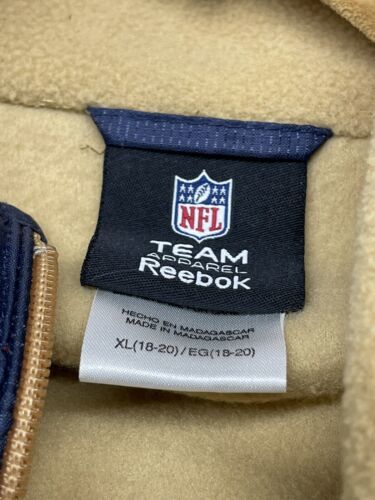 NFL
TEAM
APPAREL
Reebok
HECHO EN MADAGASCAR
MADE IN MADAGASCAR
XL(18-20)/EG(18-20)